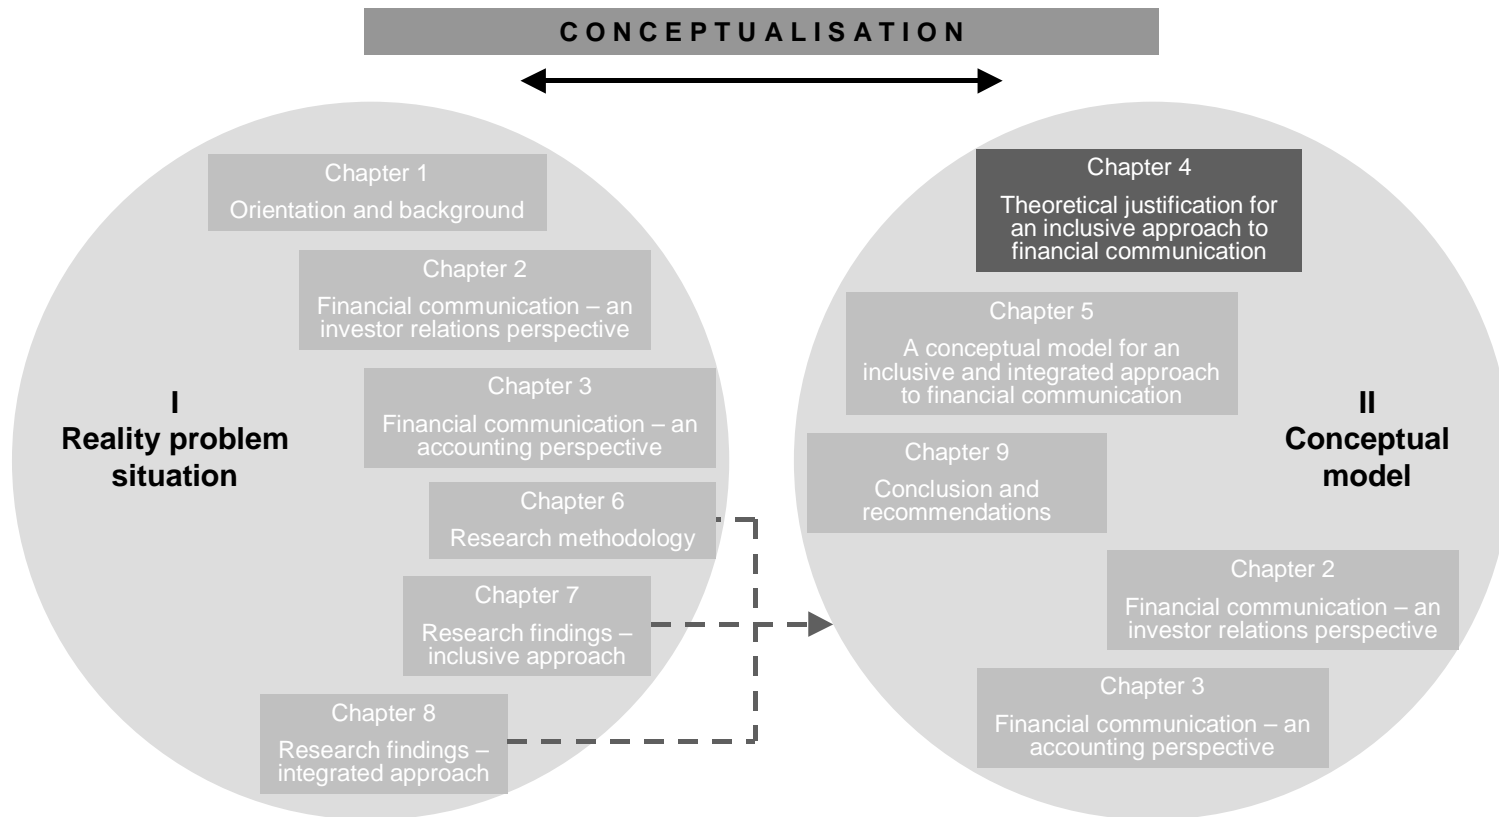 CONCEPTUALISATION
Chapter 1
Orientation and background
Chapter 2
Financial communication – an
investor relations perspective
Chapter 3
Financial communication – an
accounting perspective
I
Reality problem
situation
Chapter 6
Research methodology
Chapter 7
Research findings –
inclusive approach
Chapter 8
Research findings –
integrated approach
Chapter 4
Theoretical justification for
an inclusive approach to
financial communication
Chapter 5
A conceptual model for an
inclusive and integrated approach
to financial communication
II
Conceptual
model
Chapter 9
Conclusion and
recommendations
Chapter 2
Financial communication – an
investor relations perspective
Chapter 3
Financial communication – an
accounting perspective